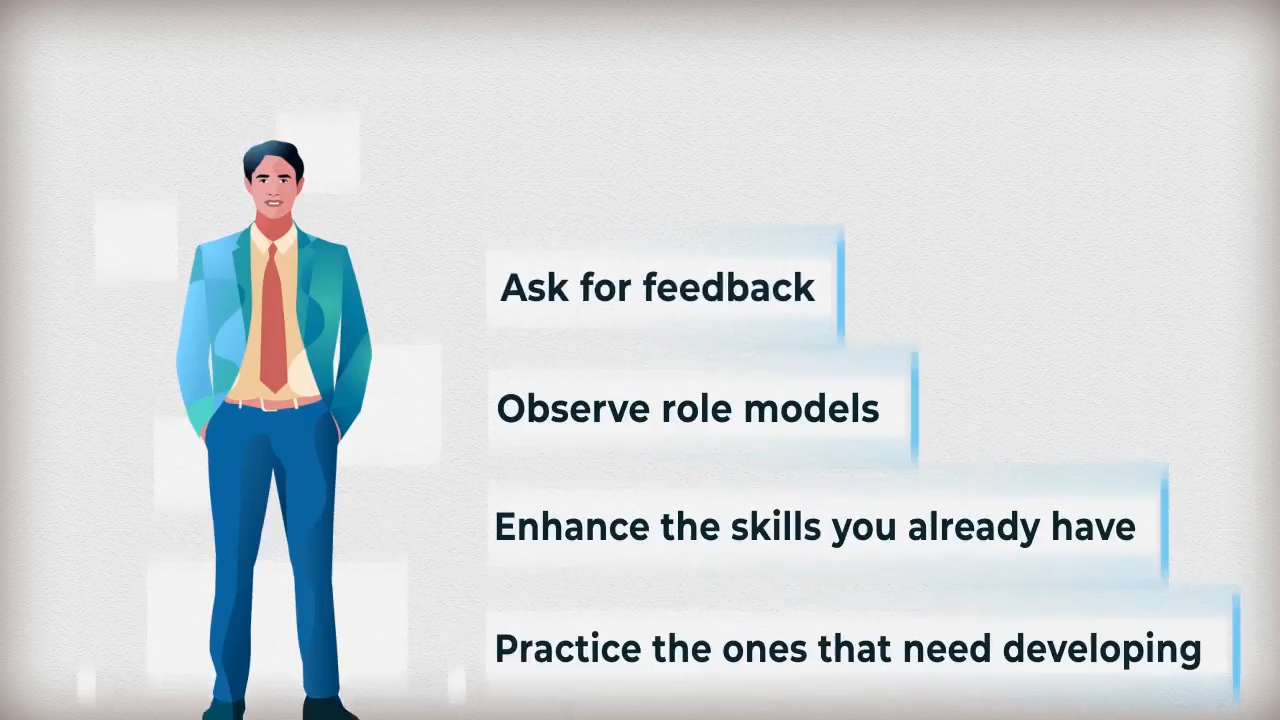 Ask for feedback
Observe role models
Enhance the skills you already have
Practice the ones that need developing